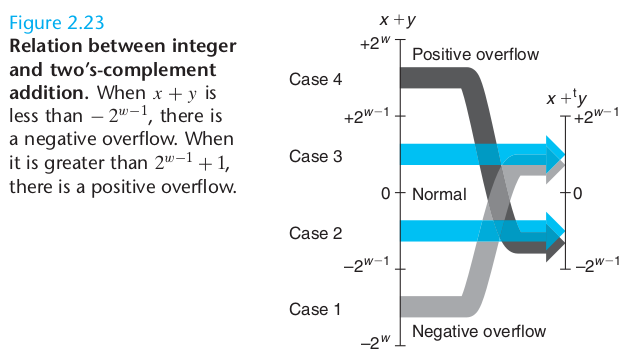 Figure 2.23
Relation between integer
and two's-complement
addition. When x + y is
less than − 2^{w−1}, there is
a negative overflow. When
it is greater than 2^{w−1} + 1,
there is a positive overflow.
x +y
+2^w
Positive overflow
Case 4
x +^t y
+2^{w−1}
+2^{w−1}
Case 3
0
Normal
0
Case 2
−2^{w−1}
−2^{w−1}
Case 1
Negative overflow
−2^w